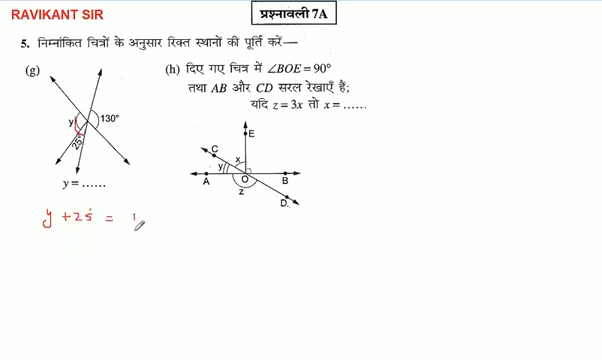 RAVIKANT SIR
प्रश्नावली 7A
5. निम्नांकित चित्रों के अनुसार रिक्त स्थानों की पूर्ति करें—
(g)
(h) दिए गए चित्र में ∠BOE = 90°
तथा AB और CD सरल रेखाएँ हैं;
यदि z = 3x तो x = ......
y
130°
25°
y = ......
E
C
x
y
A
O
B
z
D
y + 25° = 1